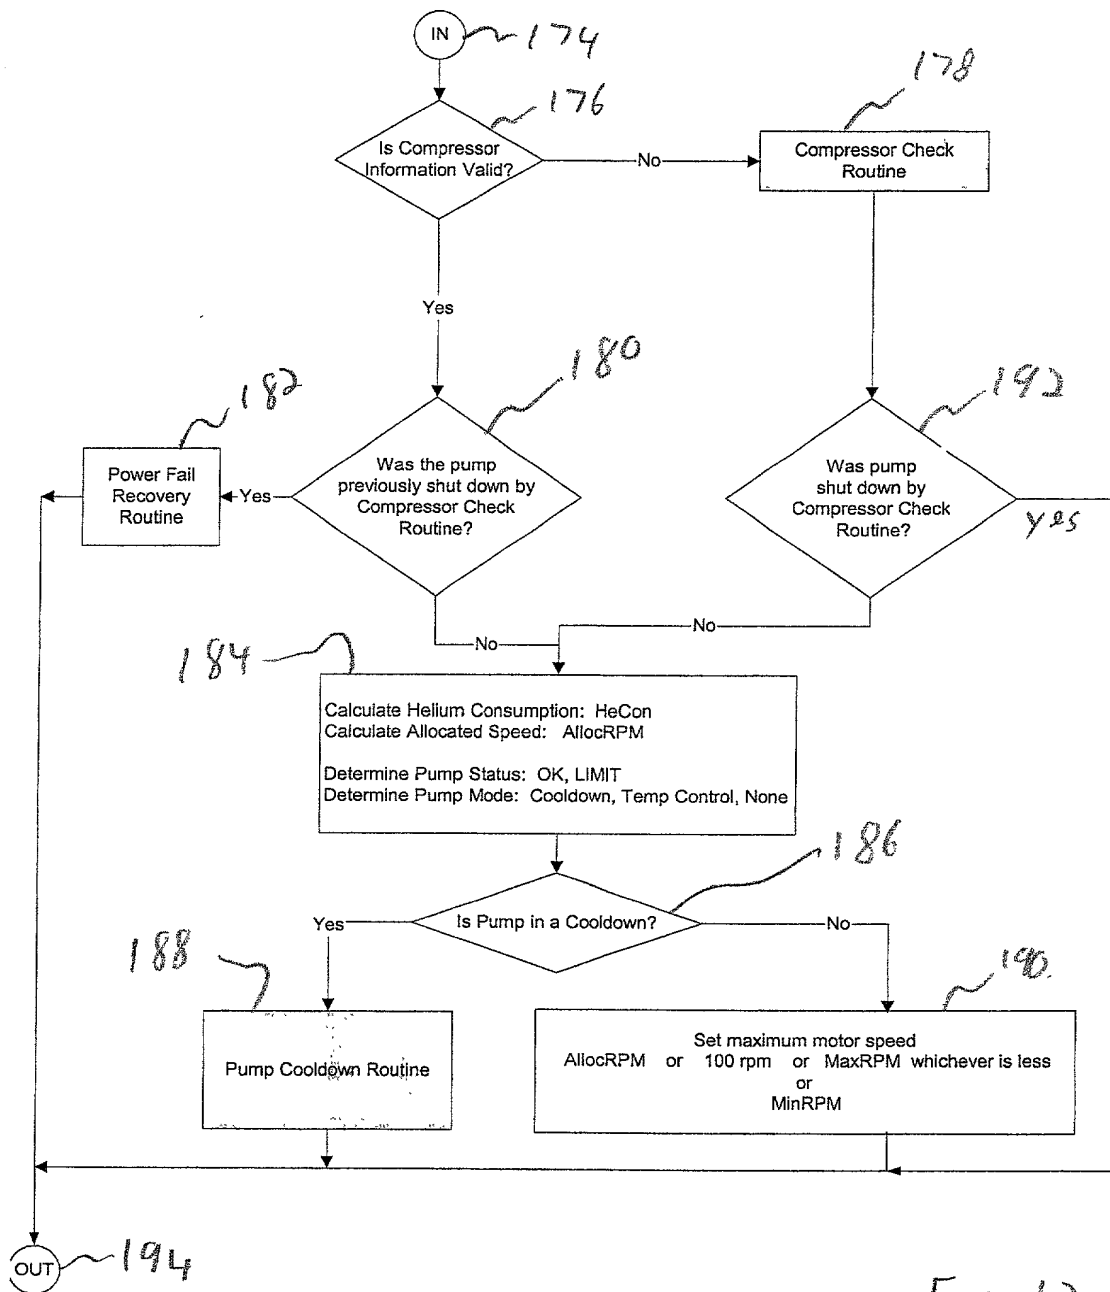 IN
174
176
178
Is Compressor
Information Valid?
No
Compressor Check
Routine
Yes
180
182
192
Power Fail
Recovery
Routine
Yes
Was the pump
previously shut down by
Compressor Check
Routine?
Was pump
shut down by
Compressor Check
Routine?
yes
No
No
184
Calculate Helium Consumption: HeCon
Calculate Allocated Speed: AllocRPM
Determine Pump Status: OK, LIMIT
Determine Pump Mode: Cooldown, Temp Control, None
186
Yes
Is Pump in a Cooldown?
No
188
190
Pump Cooldown Routine
Set maximum motor speed
AllocRPM or 100 rpm or MaxRPM whichever is less
or
MinRPM
OUT
194